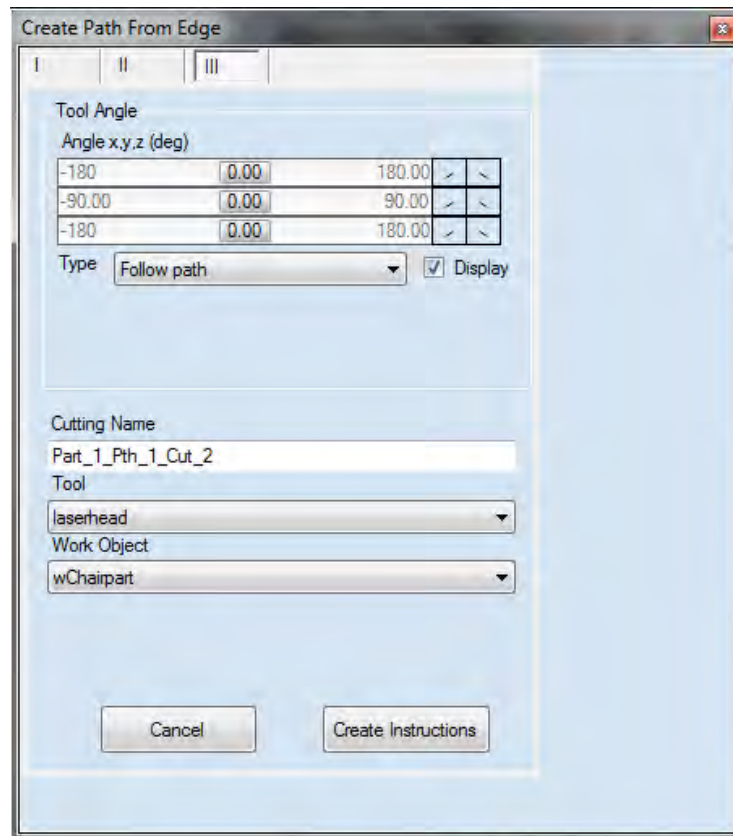 Create Path From Edge
I II III
Tool Angle
Angle x,y,z (deg)
-180 0.00 180.00
-90.00 0.00 90.00
-180 0.00 180.00
Type Follow path Display
Cutting Name
Part_1_Pth_1_Cut_2
Tool
laserhead
Work Object
wChairpart
Cancel Create Instructions